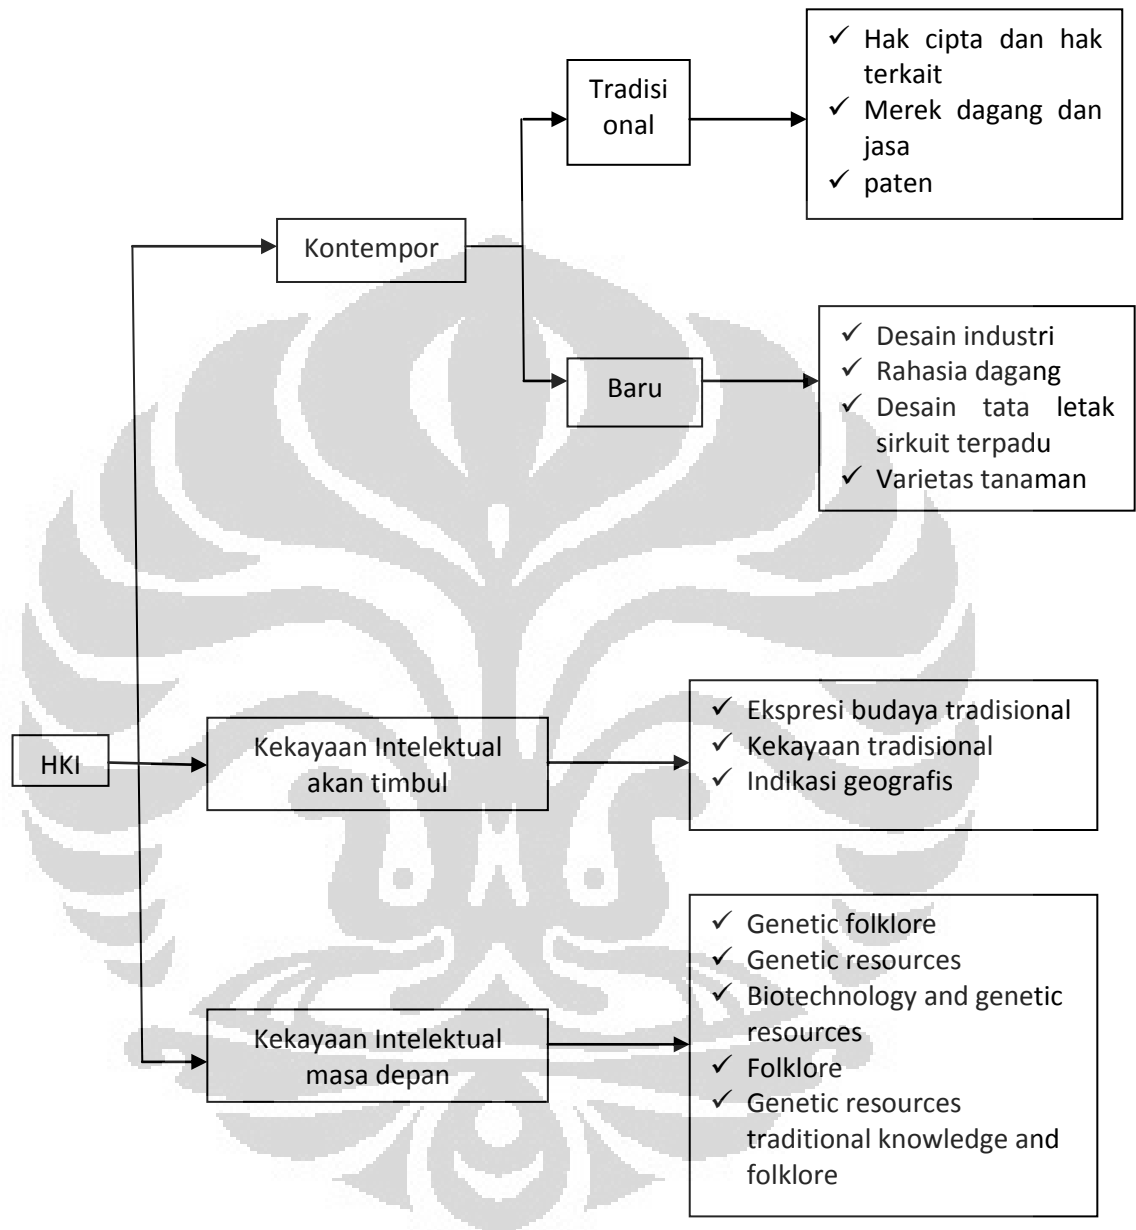 Tradisi
onal
✓ Hak cipta dan hak
terkait
✓ Merek dagang dan
jasa
✓ paten
Kontempor
Baru
✓ Desain industri
✓ Rahasia dagang
✓ Desain tata letak
sirkuit terpadu
✓ Varietas tanaman
HKI
Kekayaan Intelektual
akan timbul
✓ Ekspresi budaya tradisional
✓ Kekayaan tradisional
✓ Indikasi geografis
Kekayaan Intelektual
masa depan
✓ Genetic folklore
✓ Genetic resources
✓ Biotechnology and genetic
resources
✓ Folklore
✓ Genetic resources
traditional knowledge and
folklore